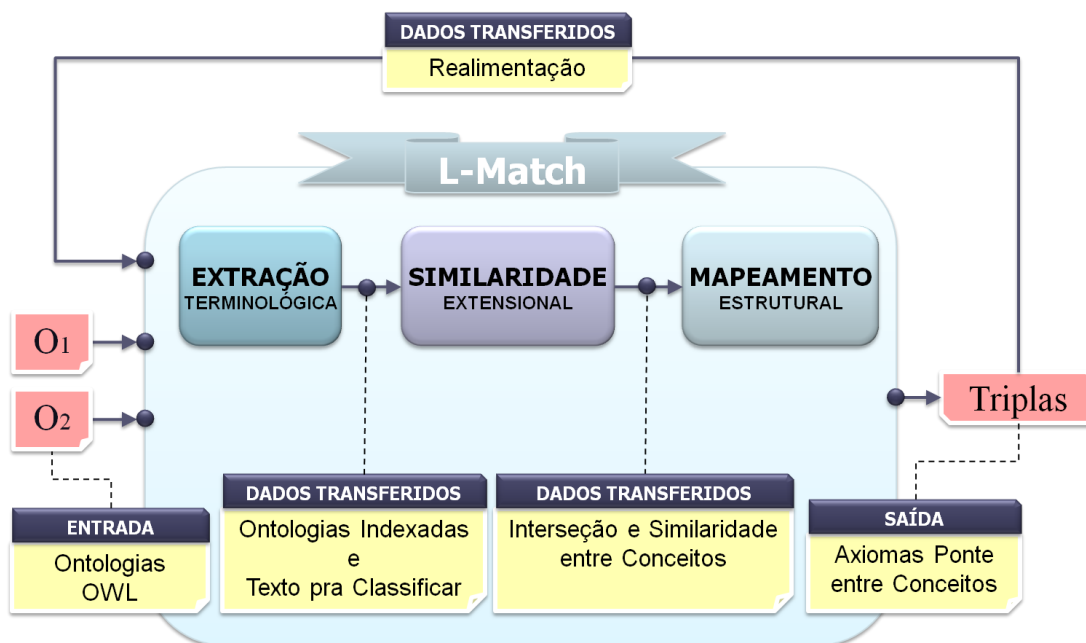 DADOS TRANSFERIDOS
Realimentação
L-Match
EXTRAÇÃO
TERMINOLÓGICA
SIMILARIDADE
EXTENSIONAL
MAPEAMENTO
ESTRUTURAL
O1
O2
Triplas
ENTRADA
Ontologias
OWL
DADOS TRANSFERIDOS
Ontologias Indexadas
e
Texto pra Classificar
DADOS TRANSFERIDOS
Interseção e Similaridade
entre Conceitos
SAÍDA
Axiomas Ponte
entre Conceitos